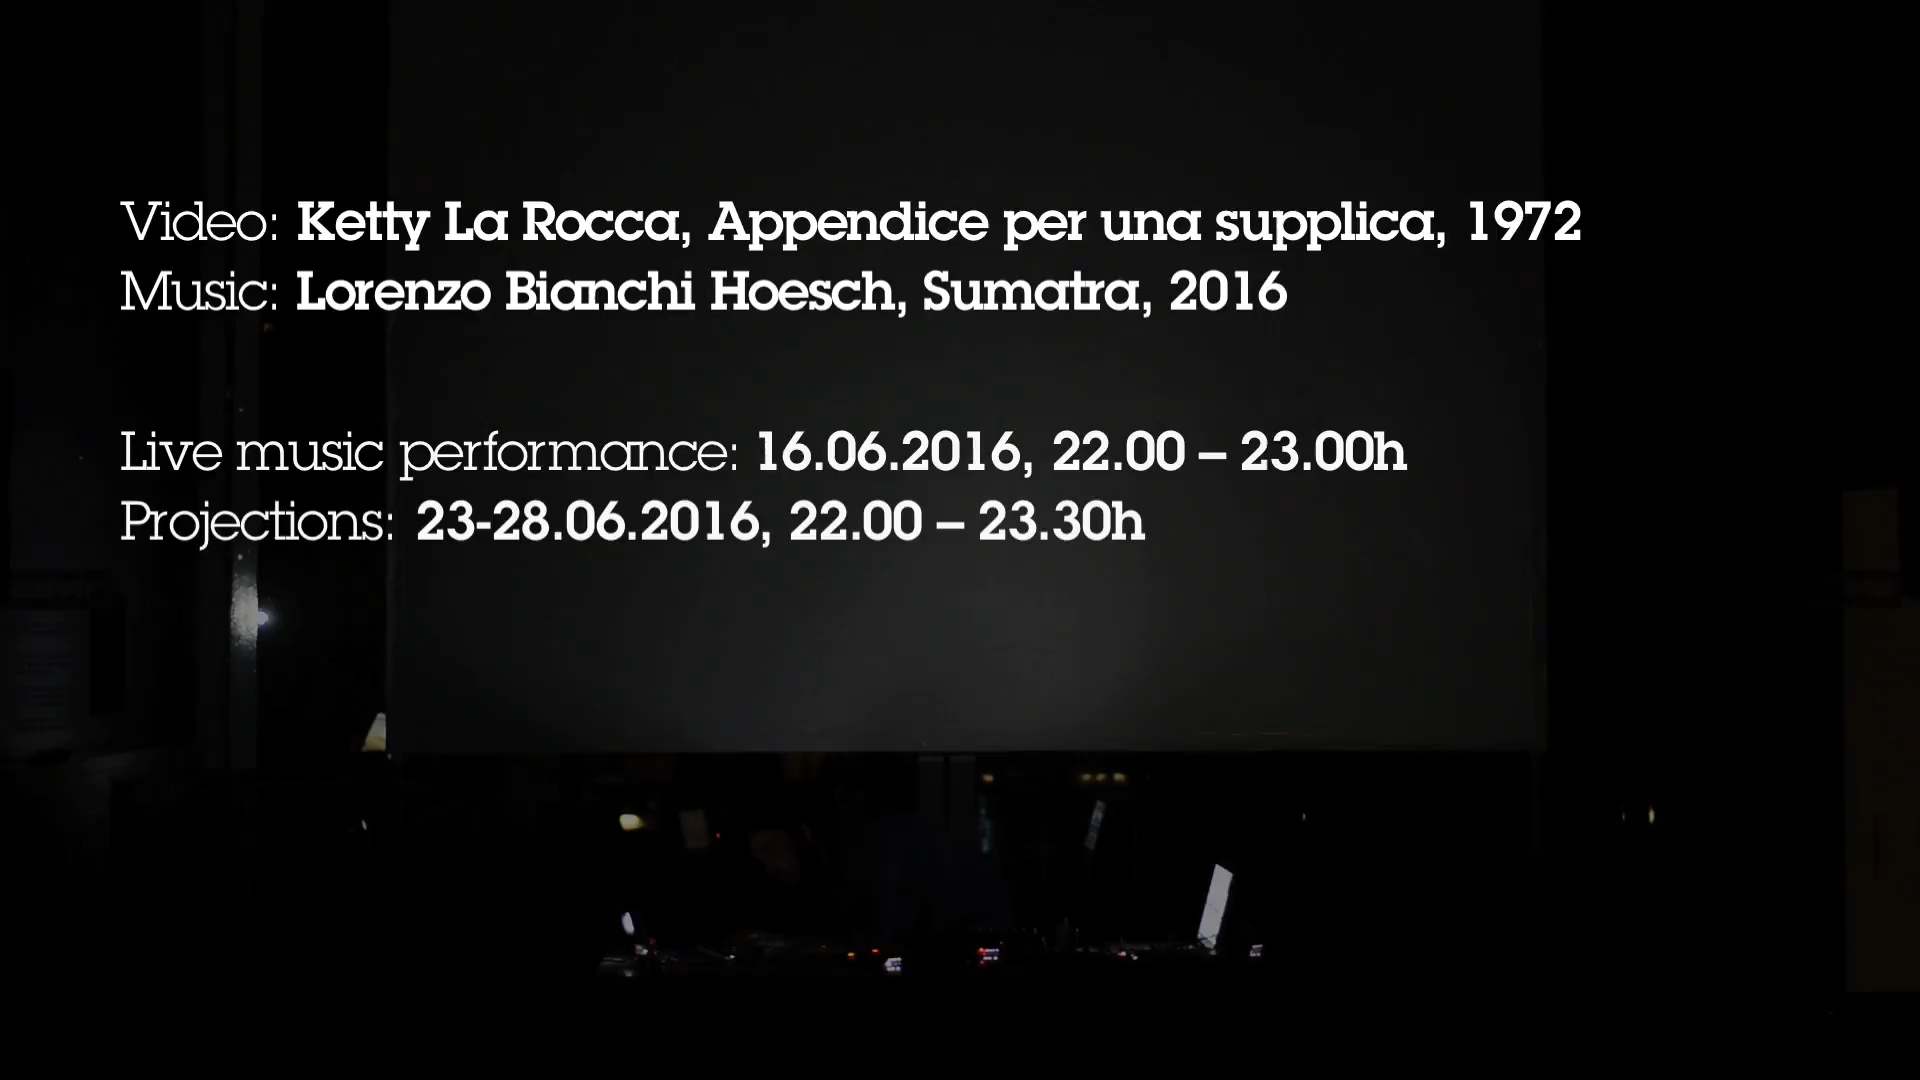 Video: Ketty La Rocca, Appendice per una supplica, 1972
Music: Lorenzo Bianchi Hoesch, Sumatra, 2016
Live music performance: 16.06.2016, 22.00 – 23.00h
Projections: 23-28.06.2016, 22.00 – 23.30h